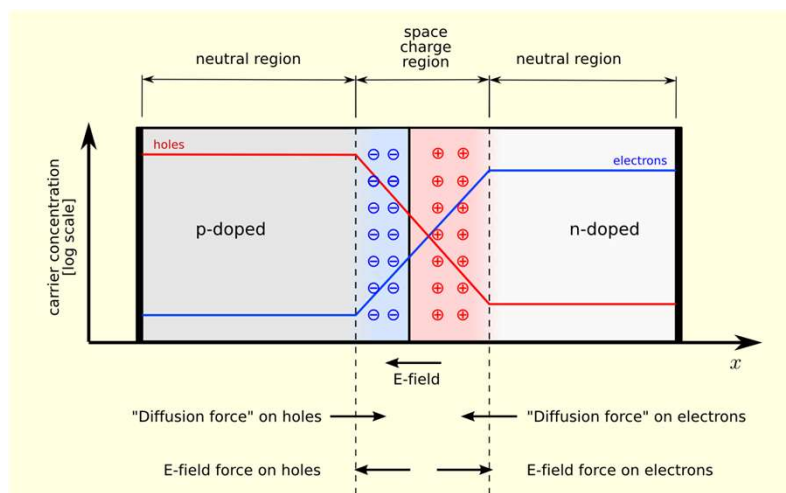 space
charge
region
neutral region
neutral region
holes
electrons
carrier concentration
[log scale]
p-doped
n-doped
x
E-field
"Diffusion force" on holes
"Diffusion force" on electrons
E-field force on holes
E-field force on electrons